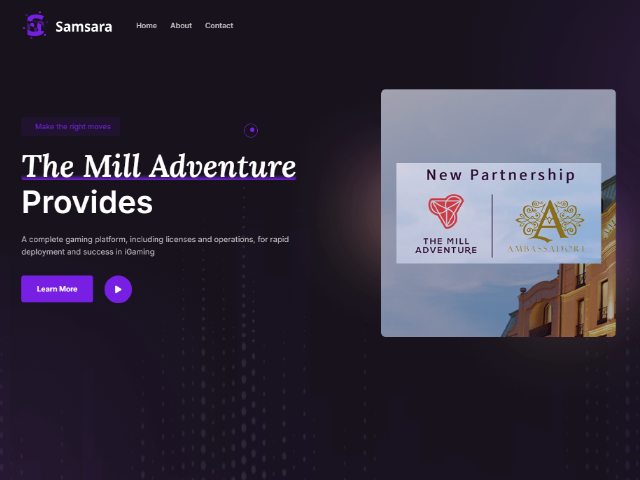 Samsara
Home About Contact
Make the right moves
The Mill Adventure
Provides
A complete gaming platform, including licenses and operations, for rapid
deployment and success in iGaming
Learn More
New Partnership
THE MILL
ADVENTURE
A
AMBASSADORI